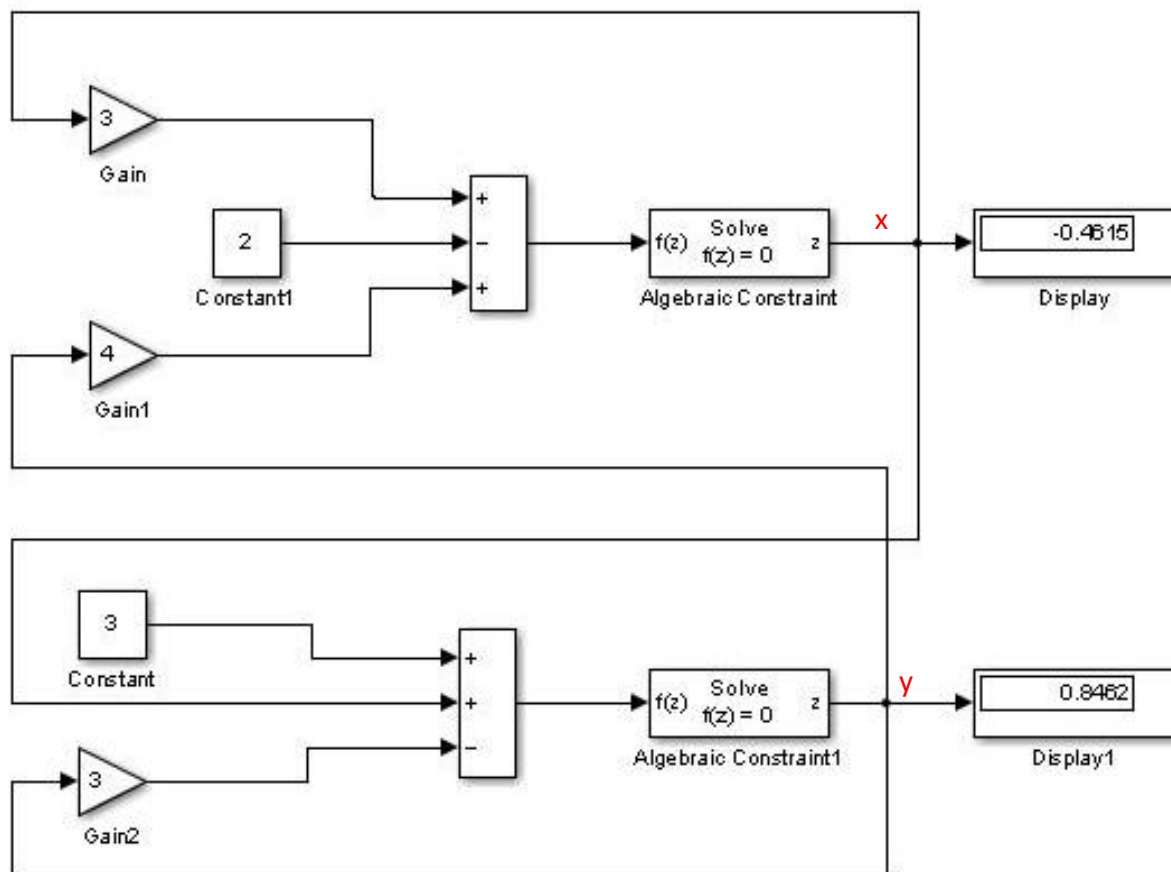 3
Gain
2
Constant1
4
Gain1
+
−
+
f(z) Solve f(z) = 0 z
Algebraic Constraint
x
-0.4615
Display
3
Constant
3
Gain2
+
+
−
f(z) Solve f(z) = 0 z
Algebraic Constraint1
y
0.8462
Display1